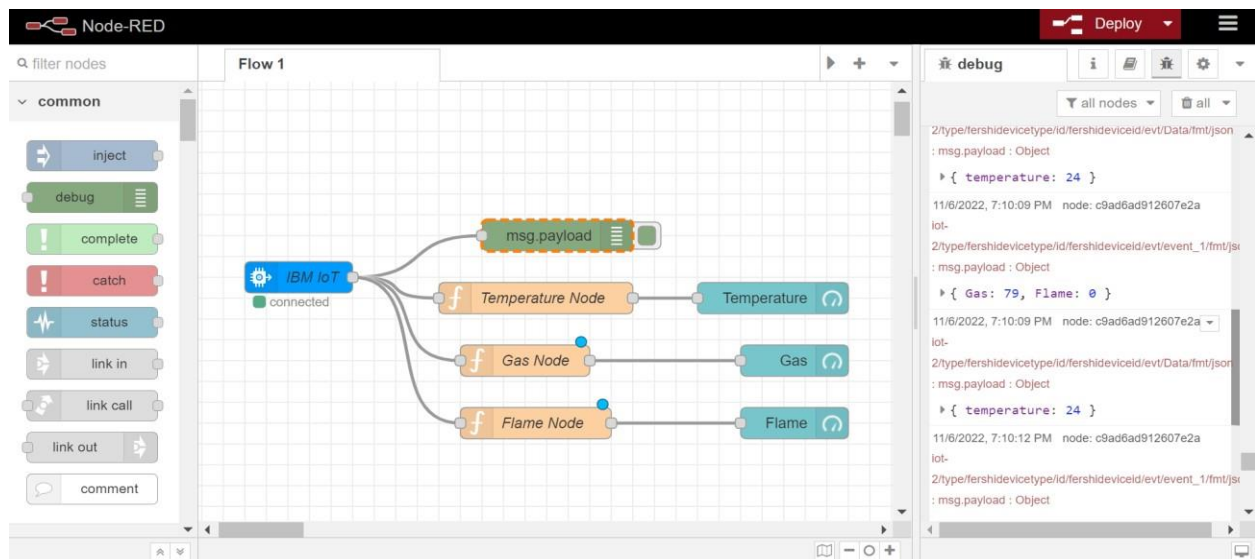 Node-RED
Deploy
filter nodes
common
inject
debug
complete
catch
status
link in
link call
link out
comment
Flow 1
IBM IoT
connected
msg.payload
Temperature Node
Temperature
Gas Node
Gas
Flame Node
Flame
debug
i
all nodes
all
2/type/fershidevicetype/id/fershideviceid/evt/Data/fmt/json
: msg.payload : Object
{ temperature: 24 }
11/6/2022, 7:10:09 PM node: c9ad6ad912607e2a
iot-
2/type/fershidevicetype/id/fershideviceid/evt/event_1/fmt/js
: msg.payload : Object
{ Gas: 79, Flame: 0 }
11/6/2022, 7:10:09 PM node: c9ad6ad912607e2a
iot-
2/type/fershidevicetype/id/fershideviceid/evt/Data/fmt/json
: msg.payload : Object
{ temperature: 24 }
11/6/2022, 7:10:12 PM node: c9ad6ad912607e2a
iot-
2/type/fershidevicetype/id/fershideviceid/evt/event_1/fmt/js
: msg.payload : Object